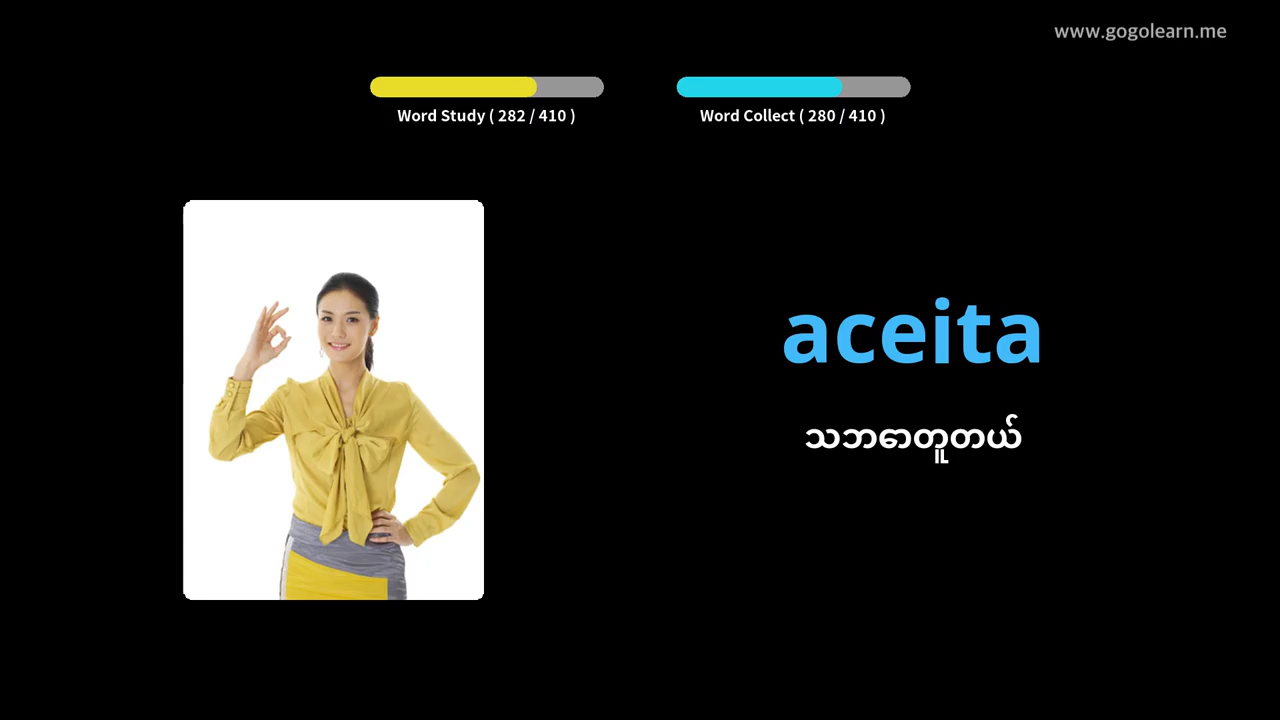 www.gogolearn.me
Word Study ( 282 / 410 )
Word Collect ( 280 / 410 )
aceita
သဘောတူတယ်